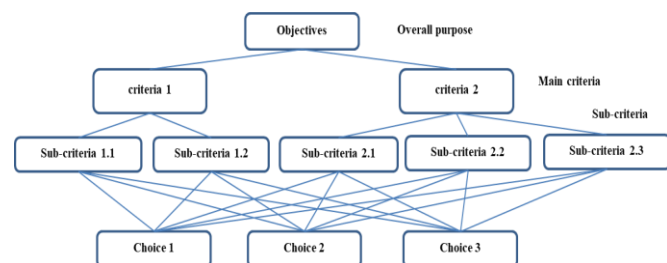 Objectives
Overall purpose
criteria 1
criteria 2
Main criteria
Sub-criteria
Sub-criteria 1.1
Sub-criteria 1.2
Sub-criteria 2.1
Sub-criteria 2.2
Sub-criteria 2.3
Choice 1
Choice 2
Choice 3